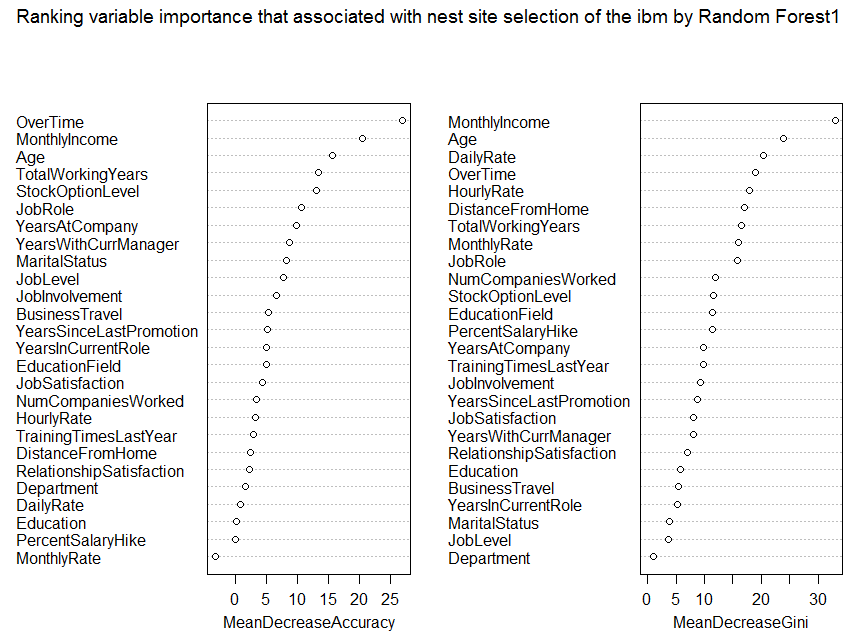 Ranking variable importance that associated with nest site selection of the ibm by Random Forest1
OverTime
MonthlyIncome
Age
TotalWorkingYears
StockOptionLevel
JobRole
YearsAtCompany
YearsWithCurrManager
MaritalStatus
JobLevel
JobInvolvement
BusinessTravel
YearsSinceLastPromotion
YearsInCurrentRole
EducationField
JobSatisfaction
NumCompaniesWorked
HourlyRate
TrainingTimesLastYear
DistanceFromHome
RelationshipSatisfaction
Department
DailyRate
Education
PercentSalaryHike
MonthlyRate
0 5 10 15 20 25
MeanDecreaseAccuracy
MonthlyIncome
Age
DailyRate
OverTime
HourlyRate
DistanceFromHome
TotalWorkingYears
MonthlyRate
JobRole
NumCompaniesWorked
StockOptionLevel
EducationField
PercentSalaryHike
YearsAtCompany
TrainingTimesLastYear
JobInvolvement
YearsSinceLastPromotion
JobSatisfaction
YearsWithCurrManager
RelationshipSatisfaction
Education
BusinessTravel
YearsInCurrentRole
MaritalStatus
JobLevel
Department
0 5 10 20 30
MeanDecreaseGini